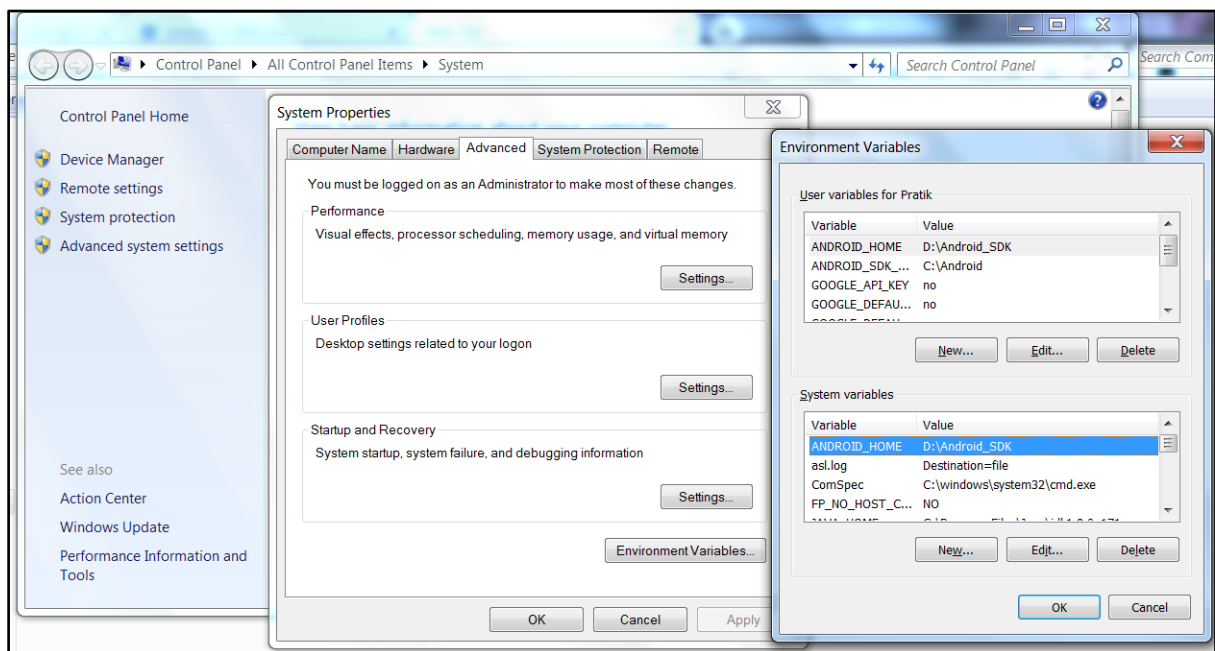 Control Panel ▸ All Control Panel Items ▸ System
Search Control Panel
Search Com
Control Panel Home
Device Manager
Remote settings
System protection
Advanced system settings
See also
Action Center
Windows Update
Performance Information and
Tools
System Properties
Computer Name Hardware Advanced System Protection Remote
You must be logged on as an Administrator to make most of these changes.
Performance
Visual effects, processor scheduling, memory usage, and virtual memory
Settings...
User Profiles
Desktop settings related to your logon
Settings...
Startup and Recovery
System startup, system failure, and debugging information
Settings...
Environment Variables...
OK Cancel Apply
Environment Variables
User variables for Pratik
Variable Value
ANDROID_HOME D:\Android_SDK
ANDROID_SDK_... C:\Android
GOOGLE_API_KEY no
GOOGLE_DEFAU... no
New... Edit... Delete
System variables
Variable Value
ANDROID_HOME D:\Android_SDK
asl.log Destination=file
ComSpec C:\windows\system32\cmd.exe
FP_NO_HOST_C... NO
New... Edit... Delete
OK Cancel